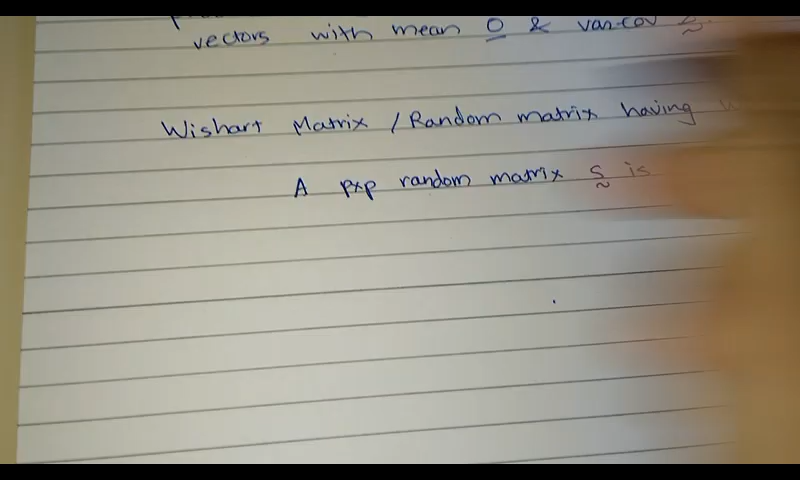 vectors with mean 0 & var-cov
Wishart Matrix / Random matrix having
A pxp random matrix S is